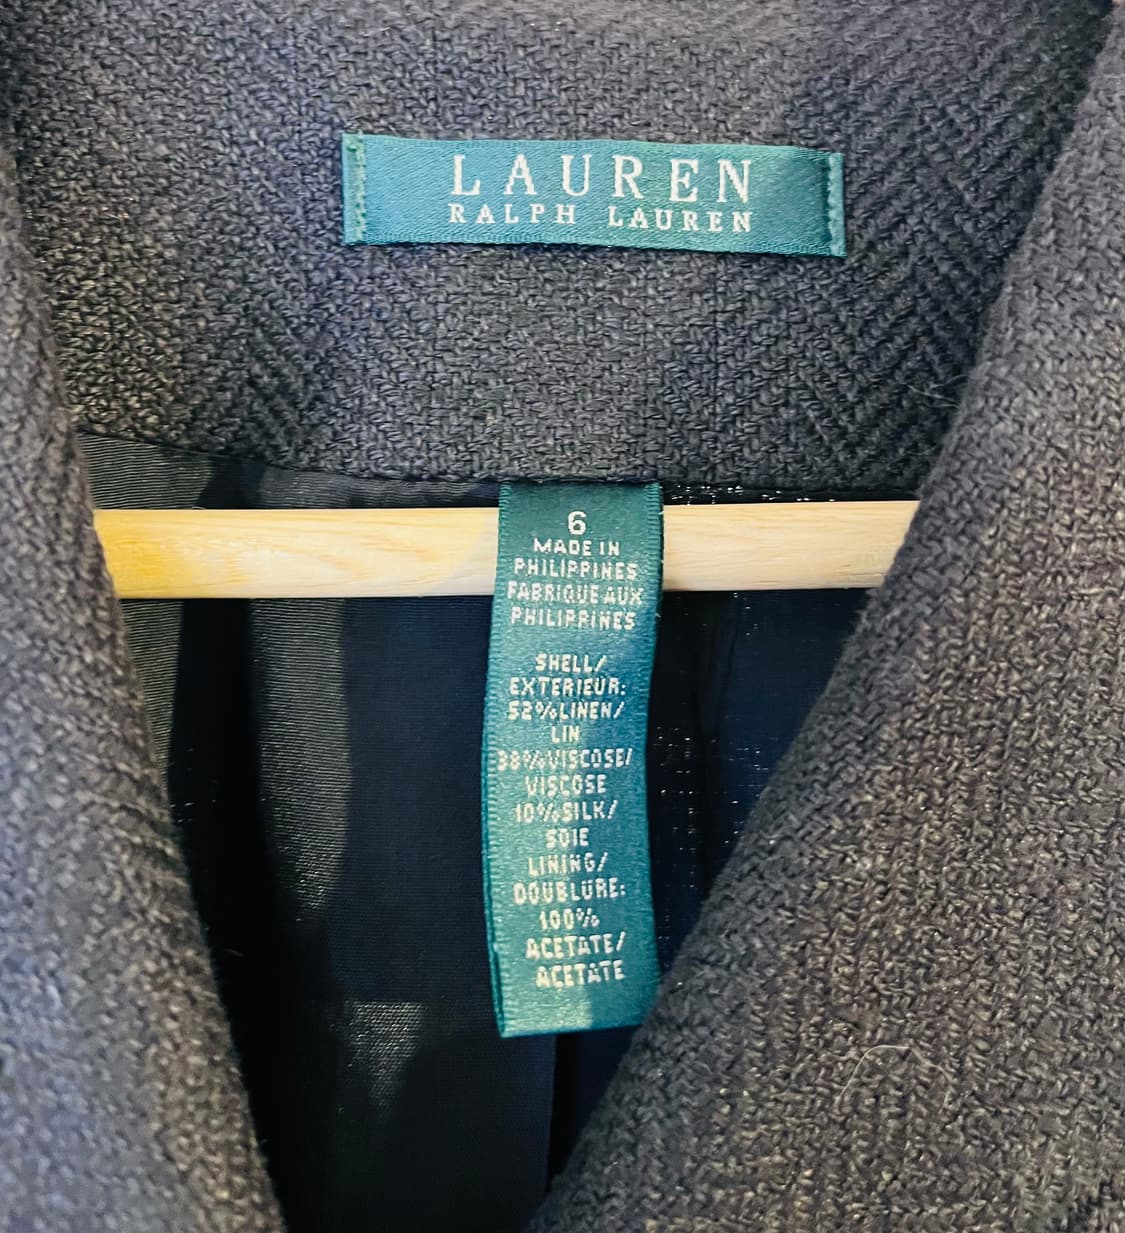 LAUREN
RALPH LAUREN
6
MADE IN
PHILIPPINES
FABRIQUE AUX
PHILIPPINES
SHELL/
EXTERIEUR:
52%LINEN/
LIN
38%VISCOSE/
VISCOSE
10%SILK/
SOIE
LINING/
DOUBLURE:
100%
ACETATE/
ACETATE